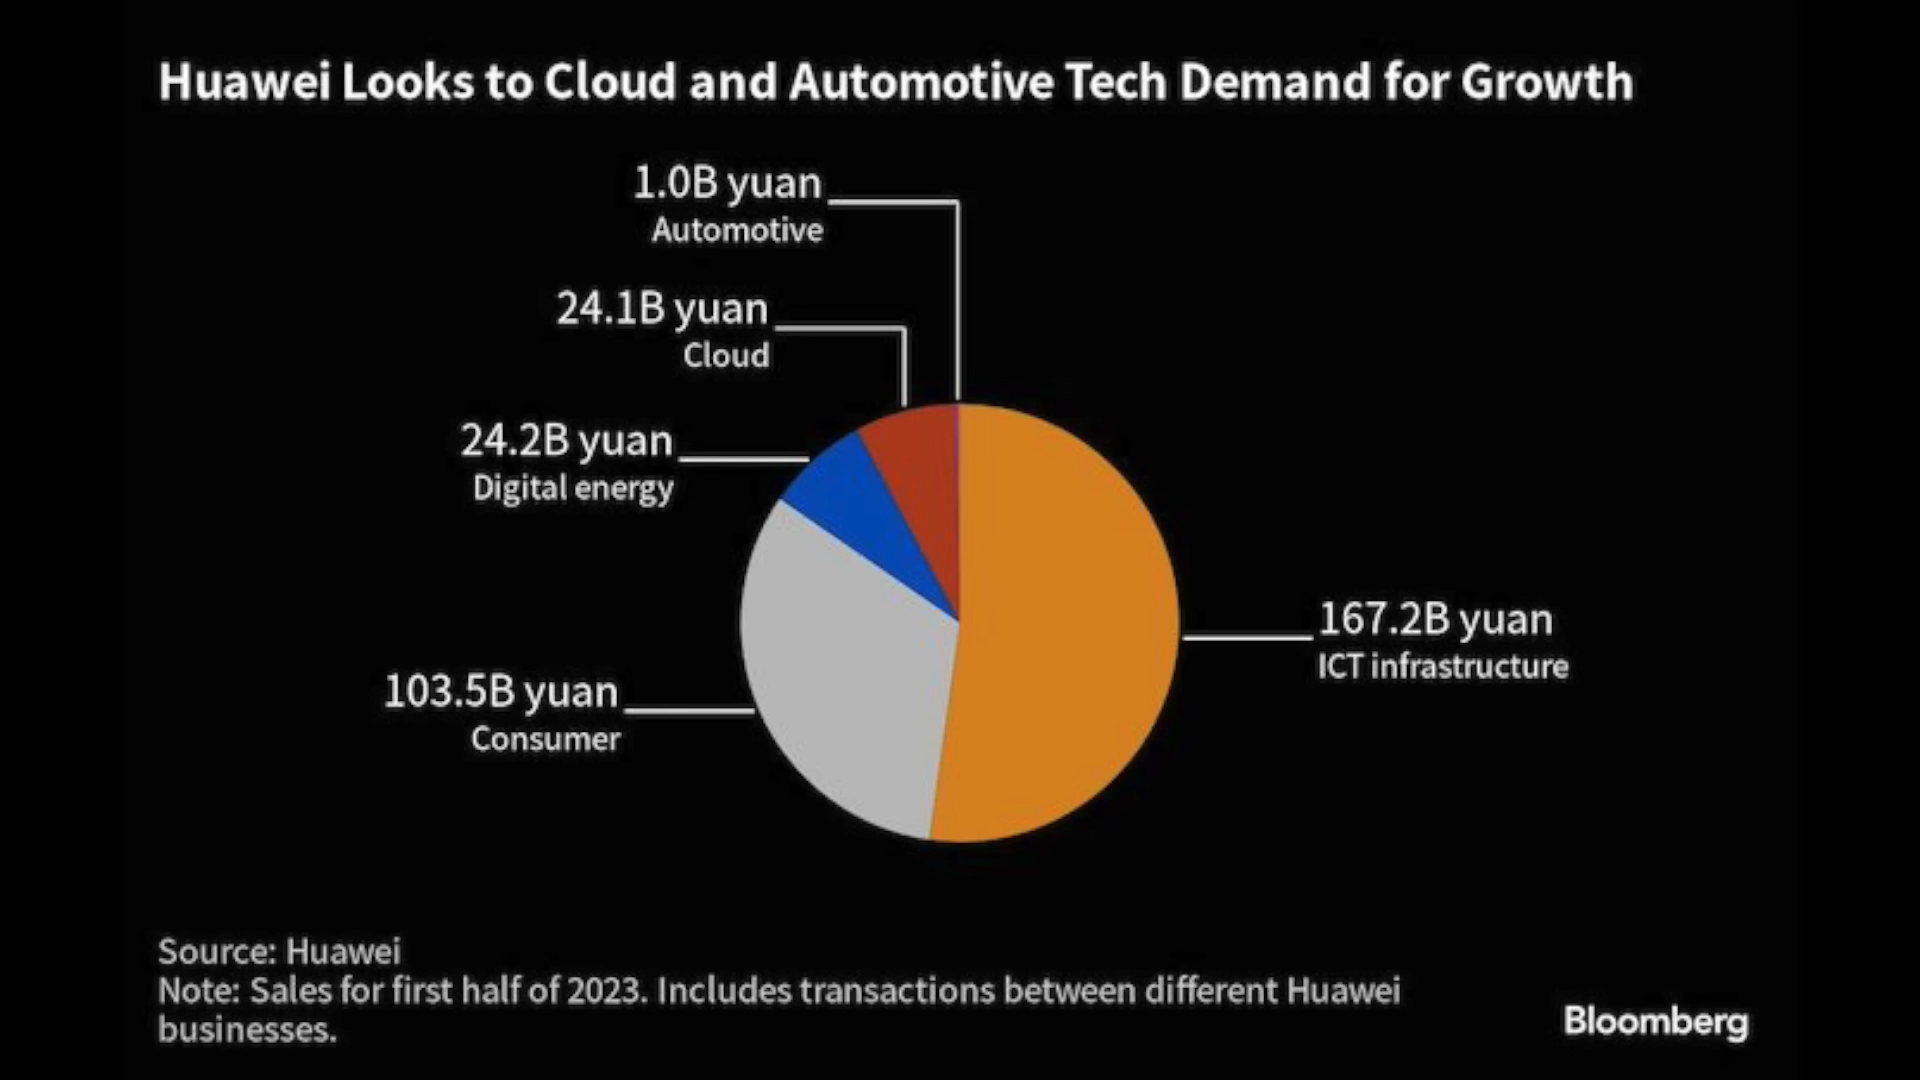 Huawei Looks to Cloud and Automotive Tech Demand for Growth
1.0B yuan
Automotive
24.1B yuan
Cloud
24.2B yuan
Digital energy
167.2B yuan
ICT infrastructure
103.5B yuan
Consumer
Source: Huawei
Note: Sales for first half of 2023. Includes transactions between different Huawei
businesses.
Bloomberg